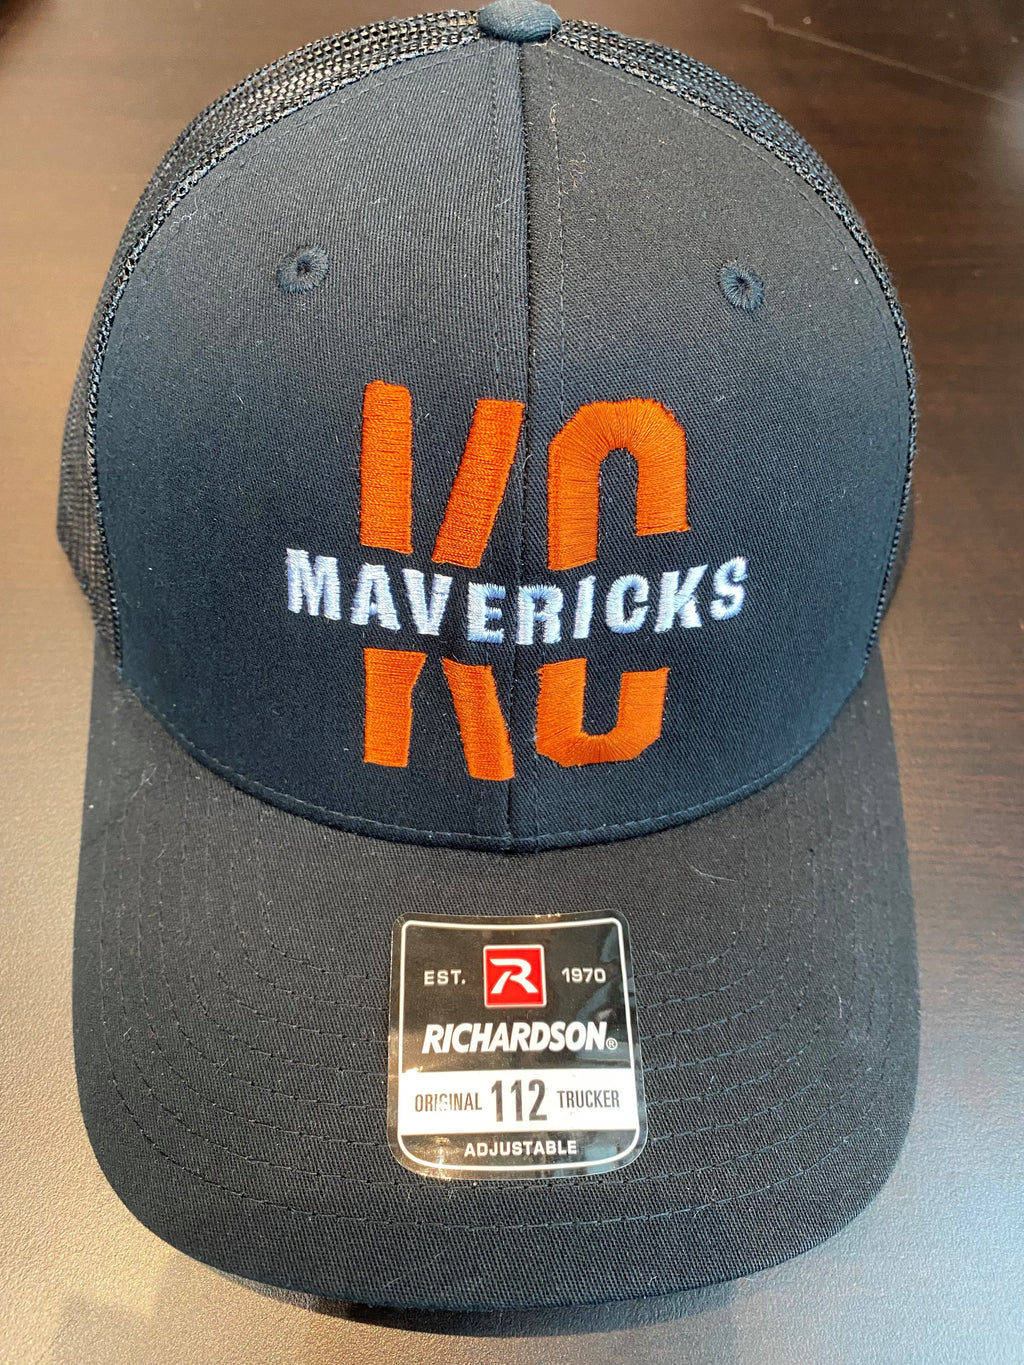 KC
MAVERICKS
EST. R 1970
RICHARDSON®
ORIGINAL 112 TRUCKER
ADJUSTABLE